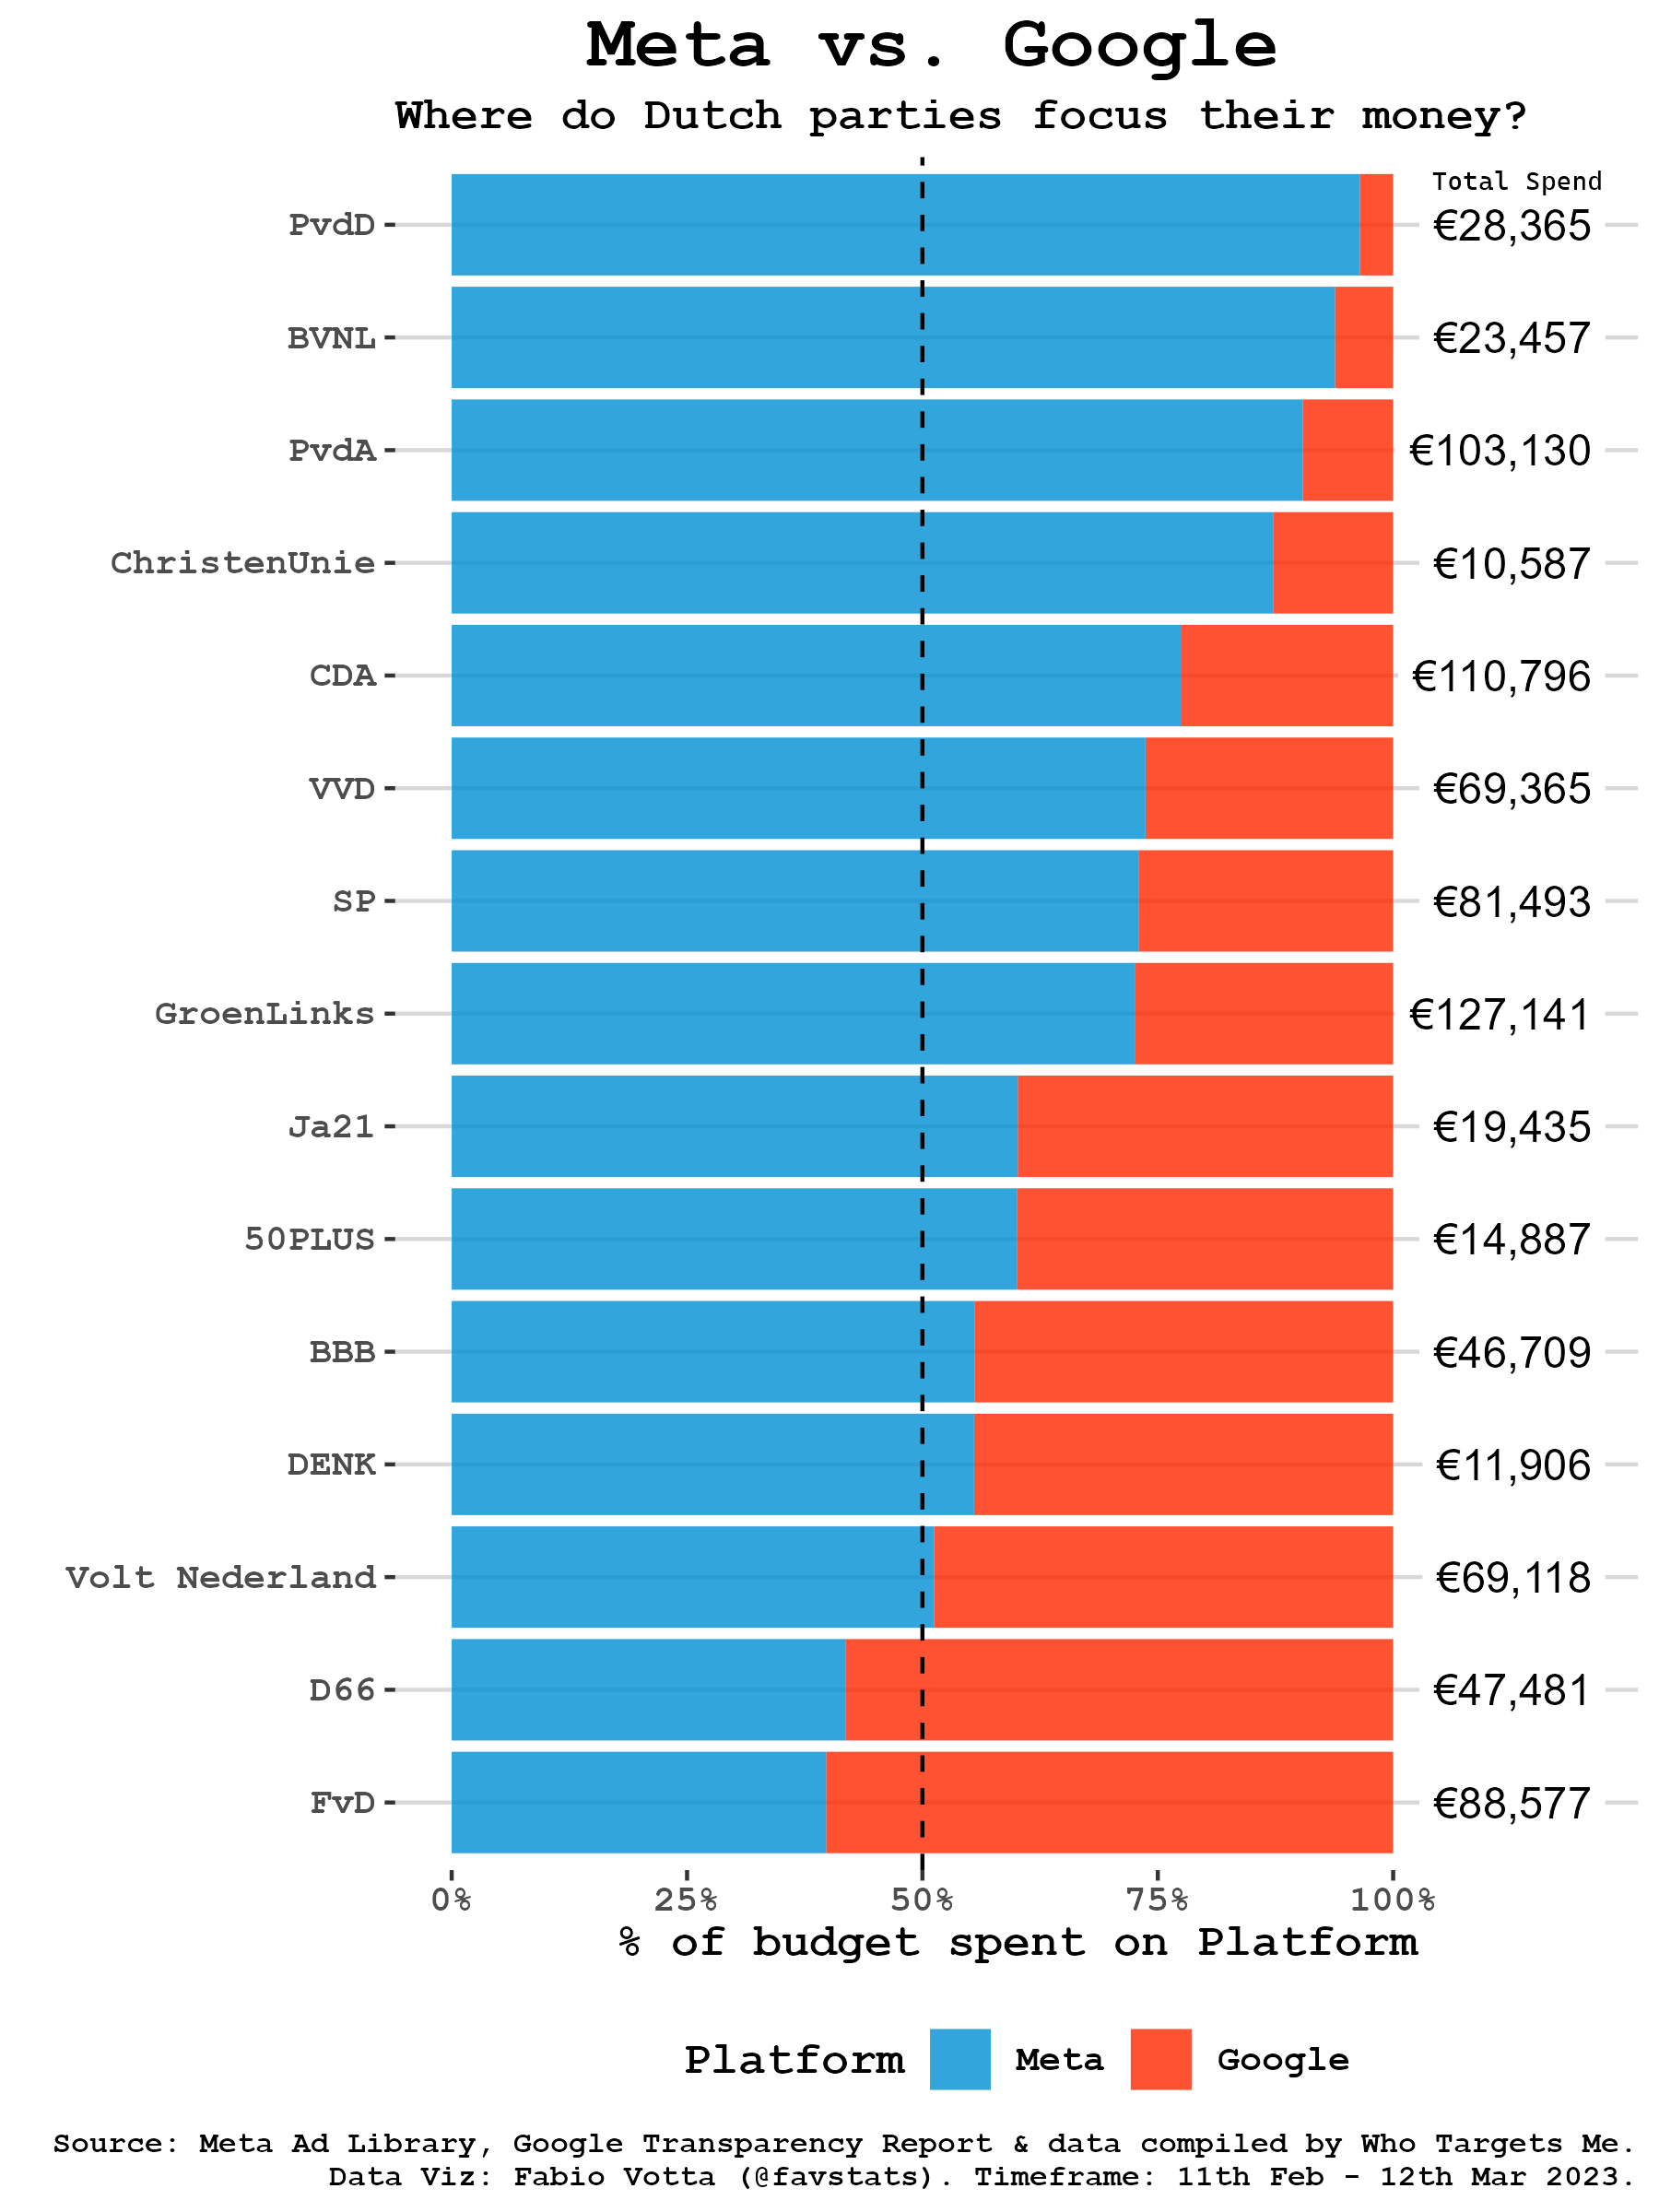 Meta vs. Google
Where do Dutch parties focus their money?
Total Spend
PvdD €28,365
BVNL €23,457
PvdA €103,130
ChristenUnie €10,587
CDA €110,796
VVD €69,365
SP €81,493
GroenLinks €127,141
Ja21 €19,435
50PLUS €14,887
BBB €46,709
DENK €11,906
Volt Nederland €69,118
D66 €47,481
FvD €88,577
0% 25% 50% 75% 100%
% of budget spent on Platform
Platform Meta Google
Source: Meta Ad Library, Google Transparency Report & data compiled by Who Targets Me.
Data Viz: Fabio Votta (@favstats). Timeframe: 11th Feb - 12th Mar 2023.